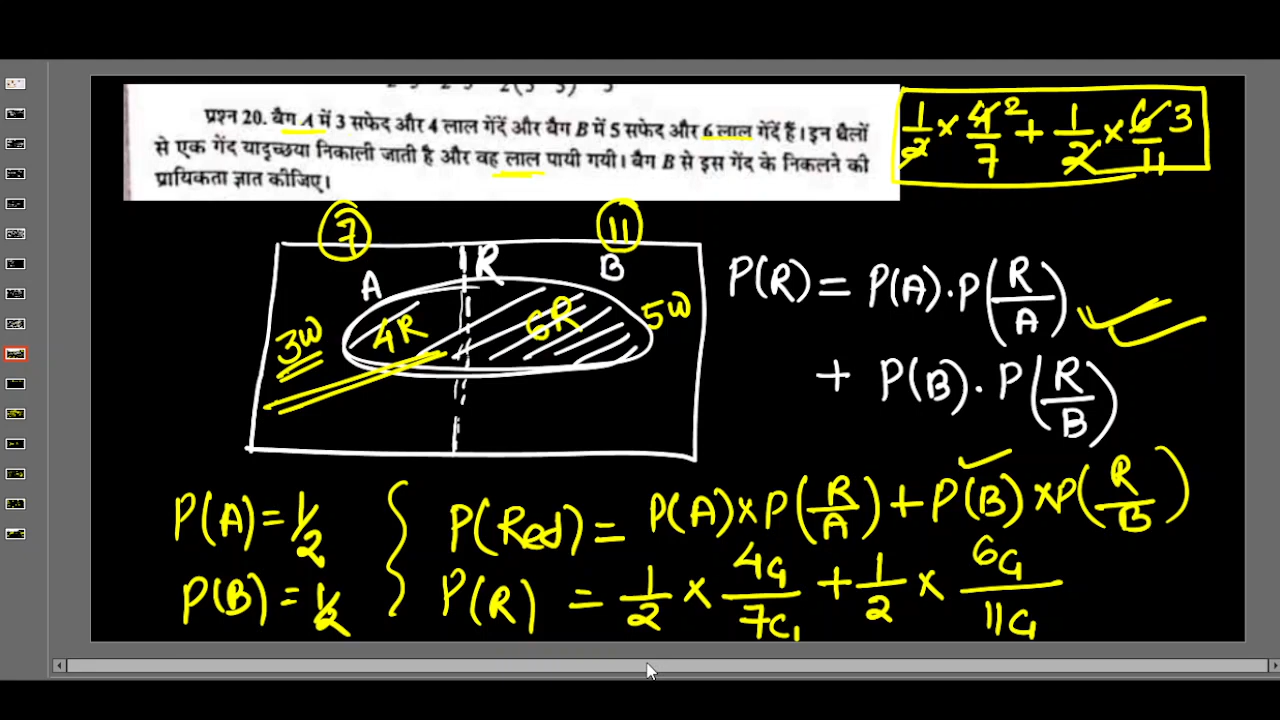 प्रश्न 20. बैग A में 3 सफेद और 4 लाल गेंदें और बैग B में 5 सफेद और 6 लाल गेंदें हैं। इन थैलों
से एक गेंद यादृच्छया निकाली जाती है और वह लाल पायी गयी। बैग B से इस गेंद के निकलने की
प्रायिकता ज्ञात कीजिए।
1/2 × 4/7 2 + 1/2 × 6/11 3
7 11
A R B
3W 4R 6R 5W
P(R) = P(A) . P(R/A)
+ P(B) . P(R/B)
P(A) = 1/2
P(B) = 1/2
P(Red) = P(A) × P(R/A) + P(B) × P(R/B)
P(R) = 1/2 × 4C1/7C1 + 1/2 × 6C1/11C1